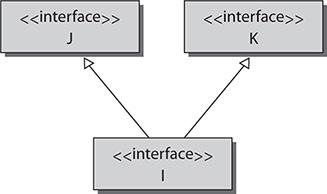 <<interface>>
J
<<interface>>
K
<<interface>>
I